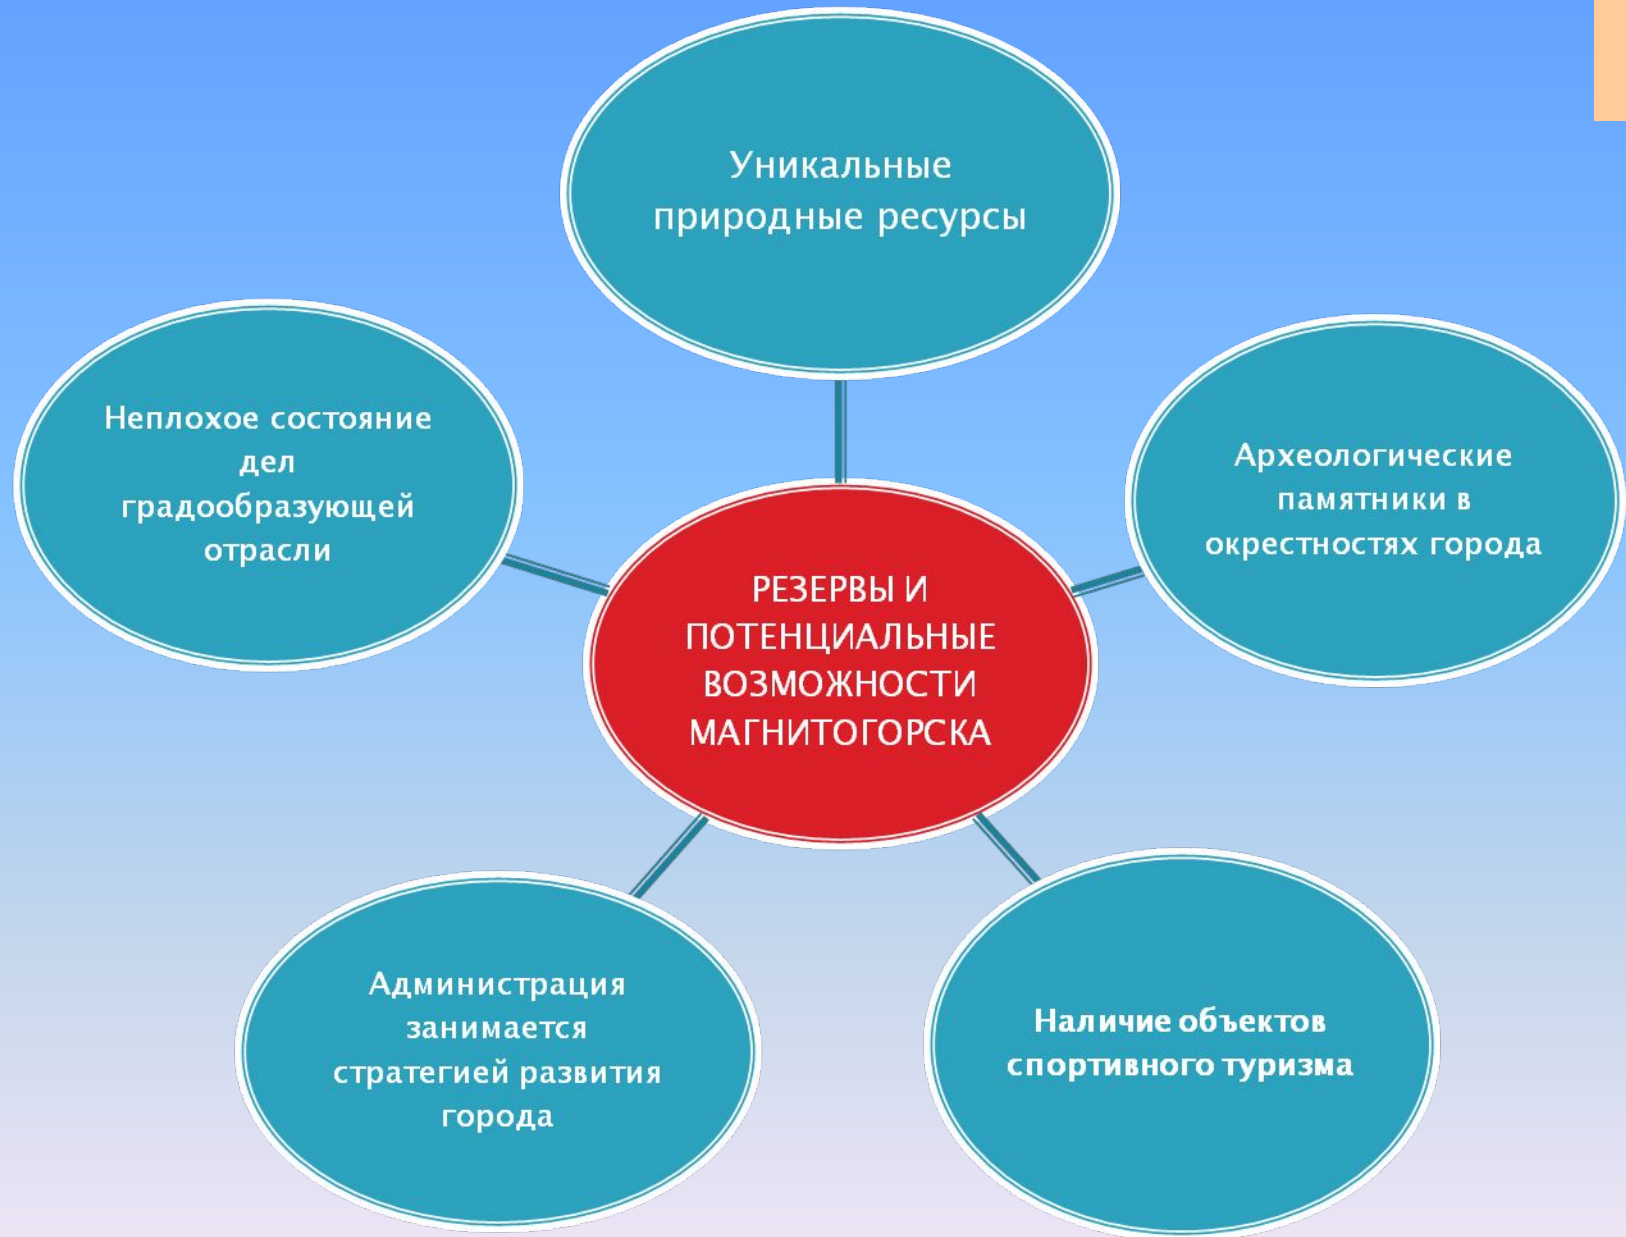 Уникальные
природные ресурсы
Неплохое состояние
дел
градообразующей
отрасли
Археологические
памятники в
окрестностях города
РЕЗЕРВЫ И
ПОТЕНЦИАЛЬНЫЕ
ВОЗМОЖНОСТИ
МАГНИТОГОРСКА
Администрация
занимается
стратегией развития
города
Наличие объектов
спортивного туризма